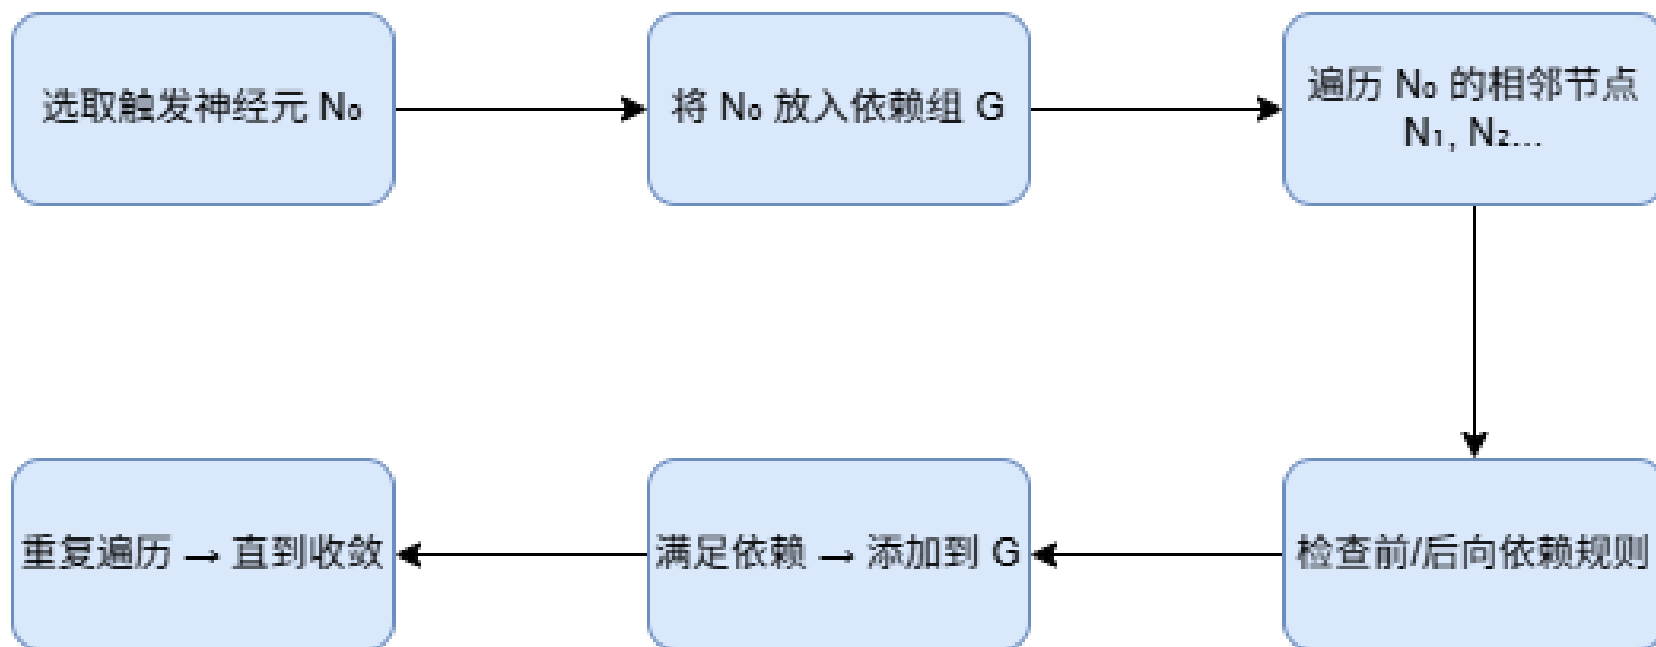 选取触发神经元 N₀
将 N₀ 放入依赖组 G
遍历 N₀ 的相邻节点
N₁, N₂...
检查前/后向依赖规则
满足依赖 → 添加到 G
重复遍历 → 直到收敛